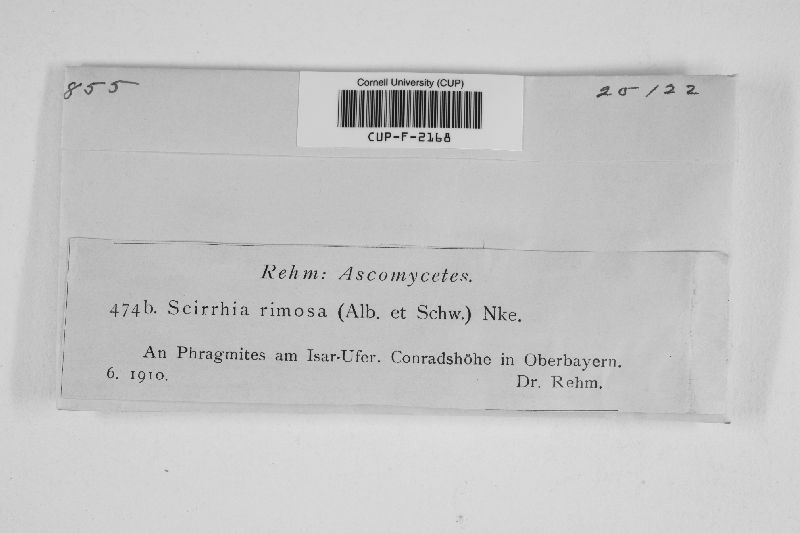 855
Cornell University (CUP)
25/22
CUP-F-2168
Rehm: Ascomycetes.
474b. Scirrhia rimosa (Alb. et Schw.) Nke.
An Phragmites am Isar-Ufer. Conradshöhe in Oberbayern.
6. 1910.
Dr. Rehm.